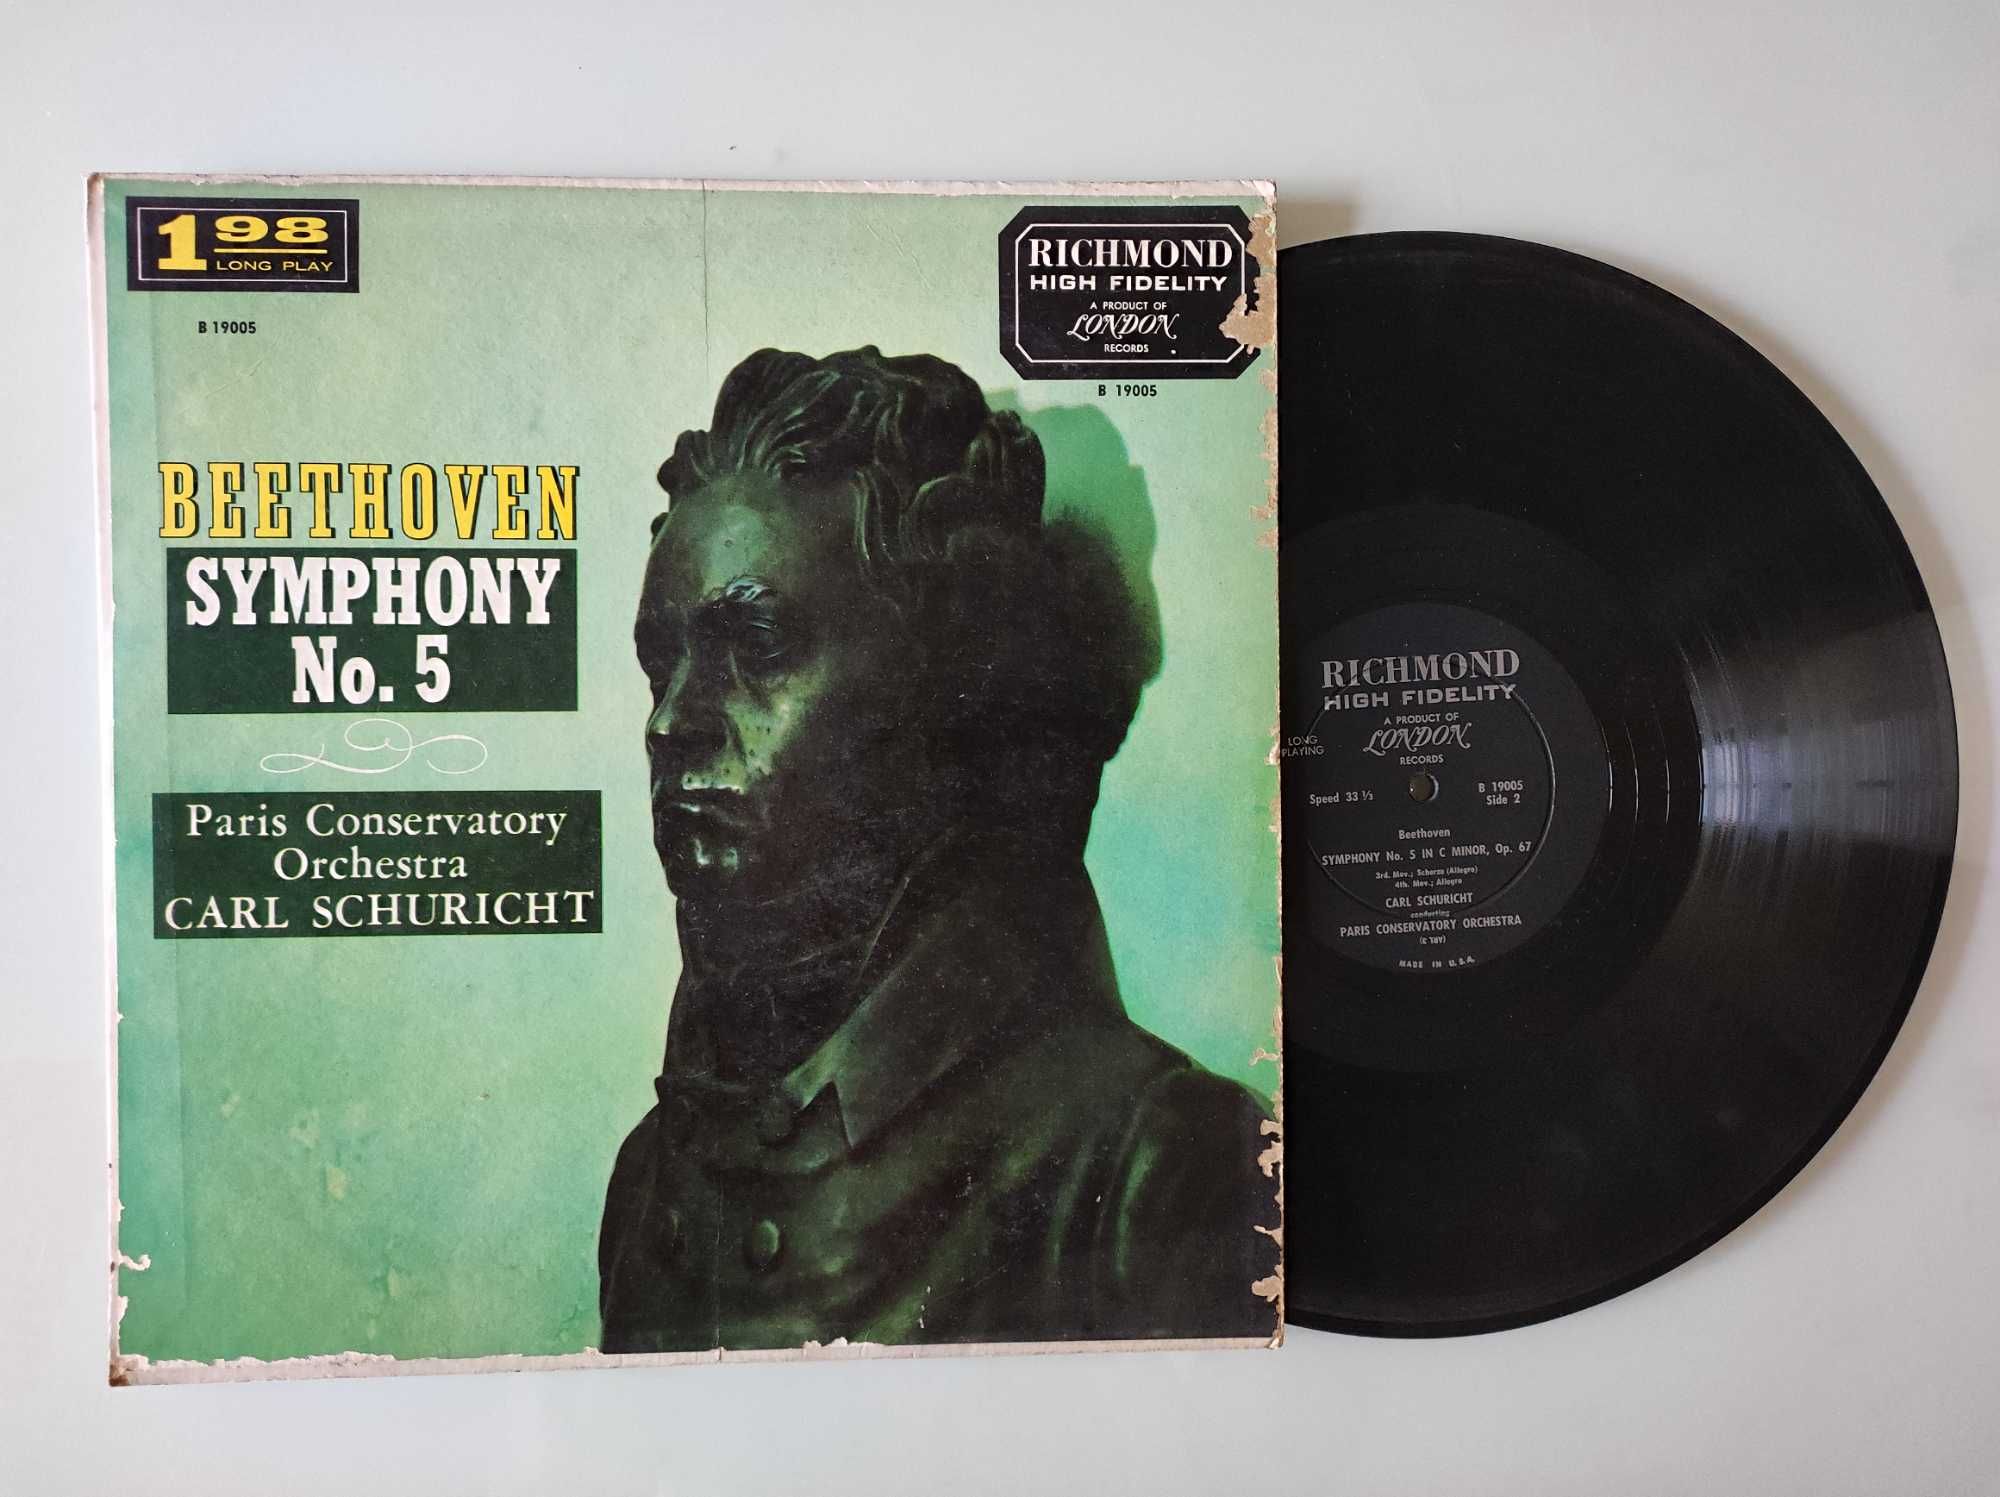 1 98
LONG PLAY
B 19005
RICHMOND
HIGH FIDELITY
A PRODUCT OF
LONDON
RECORDS
B 19005
BEETHOVEN
SYMPHONY
No. 5
Paris Conservatory
Orchestra
CARL SCHURICHT
RICHMOND
HIGH FIDELITY
A PRODUCT OF
LONDON
RECORDS
LONG
PLAYING
Speed 33 1/3
B 19005
Side 2
Beethoven
SYMPHONY No. 5 IN C MINOR, Op. 67
3rd. Mov.; Scherzo (Allegro)
4th. Mov.; Allegro
CARL SCHURICHT
conducting
PARIS CONSERVATORY ORCHESTRA
MADE IN U.S.A.